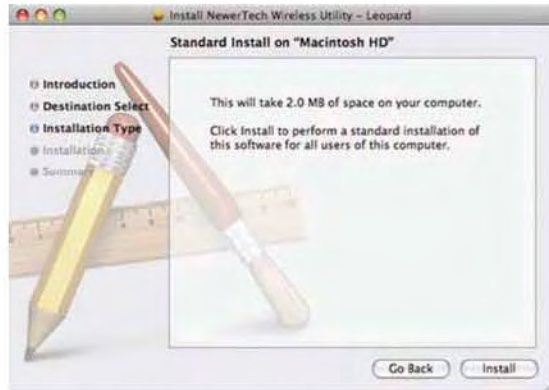 Install NewerTech Wireless Utility – Leopard
Standard Install on "Macintosh HD"
Introduction
Destination Select
Installation Type
Installation
Summary
This will take 2.0 MB of space on your computer.
Click Install to perform a standard installation of
this software for all users of this computer.
Go Back
Install